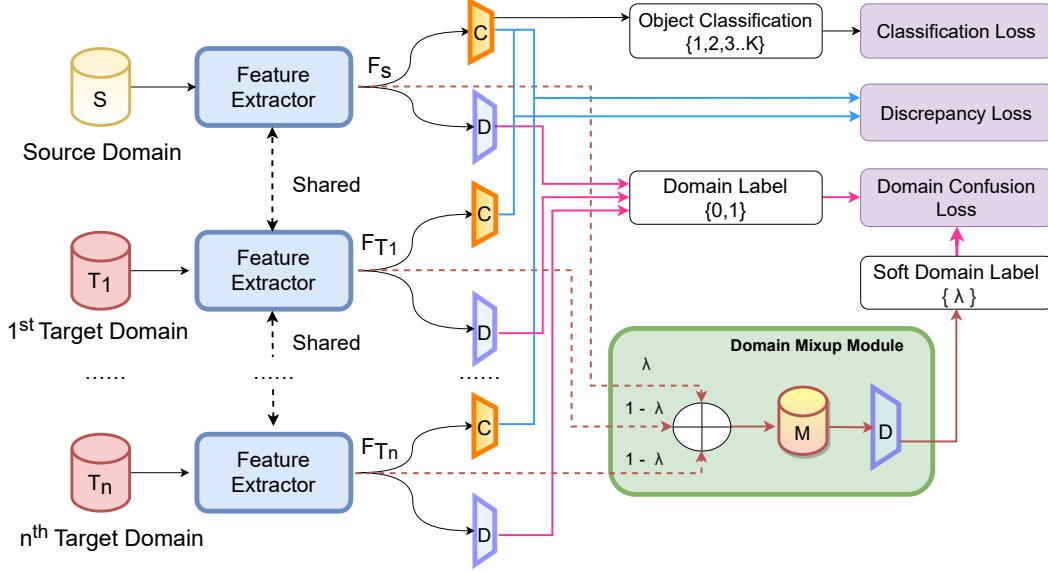 Object Classification
{1,2,3..K}
Classification Loss
C
S
Feature
Extractor
Fs
D
Discrepancy Loss
Source Domain
Shared
Domain Label
{0,1}
Domain Confusion
Loss
C
T1
Feature
Extractor
FT1
1st Target Domain
D
Shared
Soft Domain Label
{ λ }
Domain Mixup Module
λ
1 - λ
1 - λ
M
D
......
......
......
C
Tn
Feature
Extractor
FTn
nth Target Domain
D